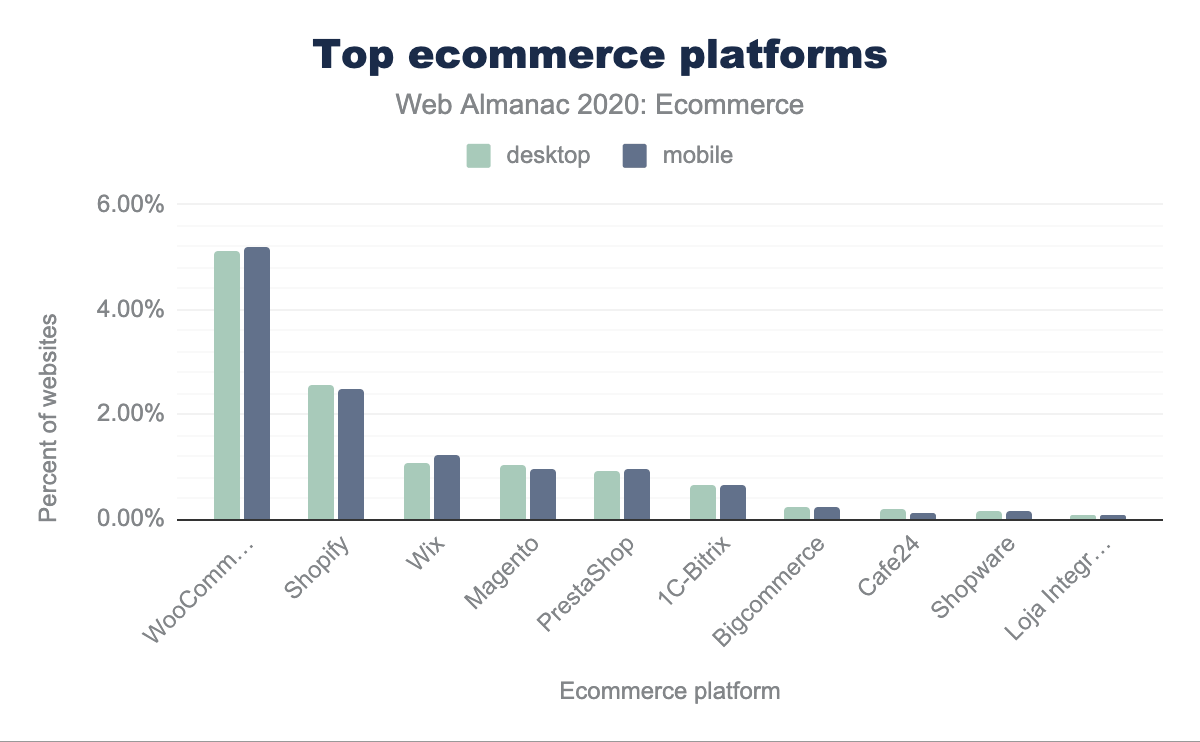 Top ecommerce platforms
Web Almanac 2020: Ecommerce
desktop
mobile
6.00%
4.00%
2.00%
0.00%
Percent of websites
WooComm…
Shopify
Wix
Magento
PrestaShop
1C-Bitrix
Bigcommerce
Cafe24
Shopware
Loja Integr…
Ecommerce platform